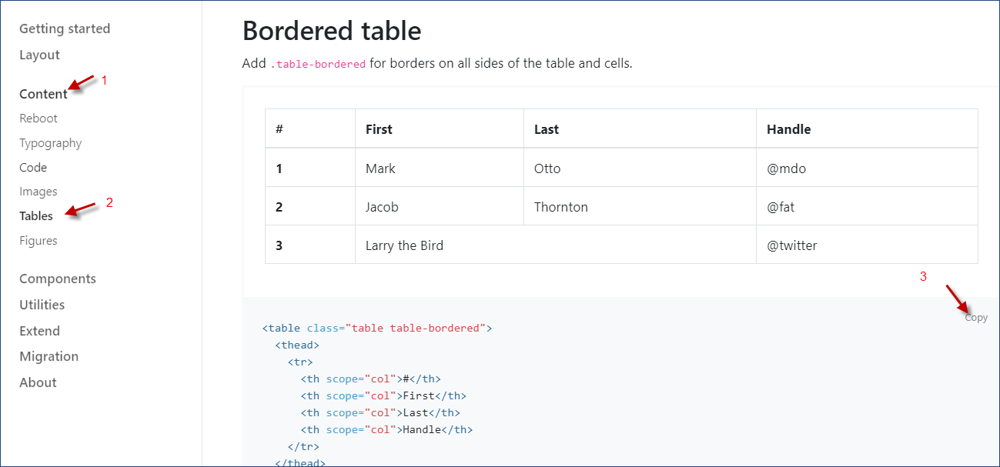 Getting started
Layout
Content
1
Reboot
Typography
Code
Images
Tables
2
Figures
Components
Utilities
Extend
Migration
About
Bordered table
Add .table-bordered for borders on all sides of the table and cells.
# First Last Handle
1 Mark Otto @mdo
2 Jacob Thornton @fat
3 Larry the Bird @twitter
3
Copy
<table class="table table-bordered">
<thead>
<tr>
<th scope="col">#</th>
<th scope="col">First</th>
<th scope="col">Last</th>
<th scope="col">Handle</th>
</tr>
</thead>